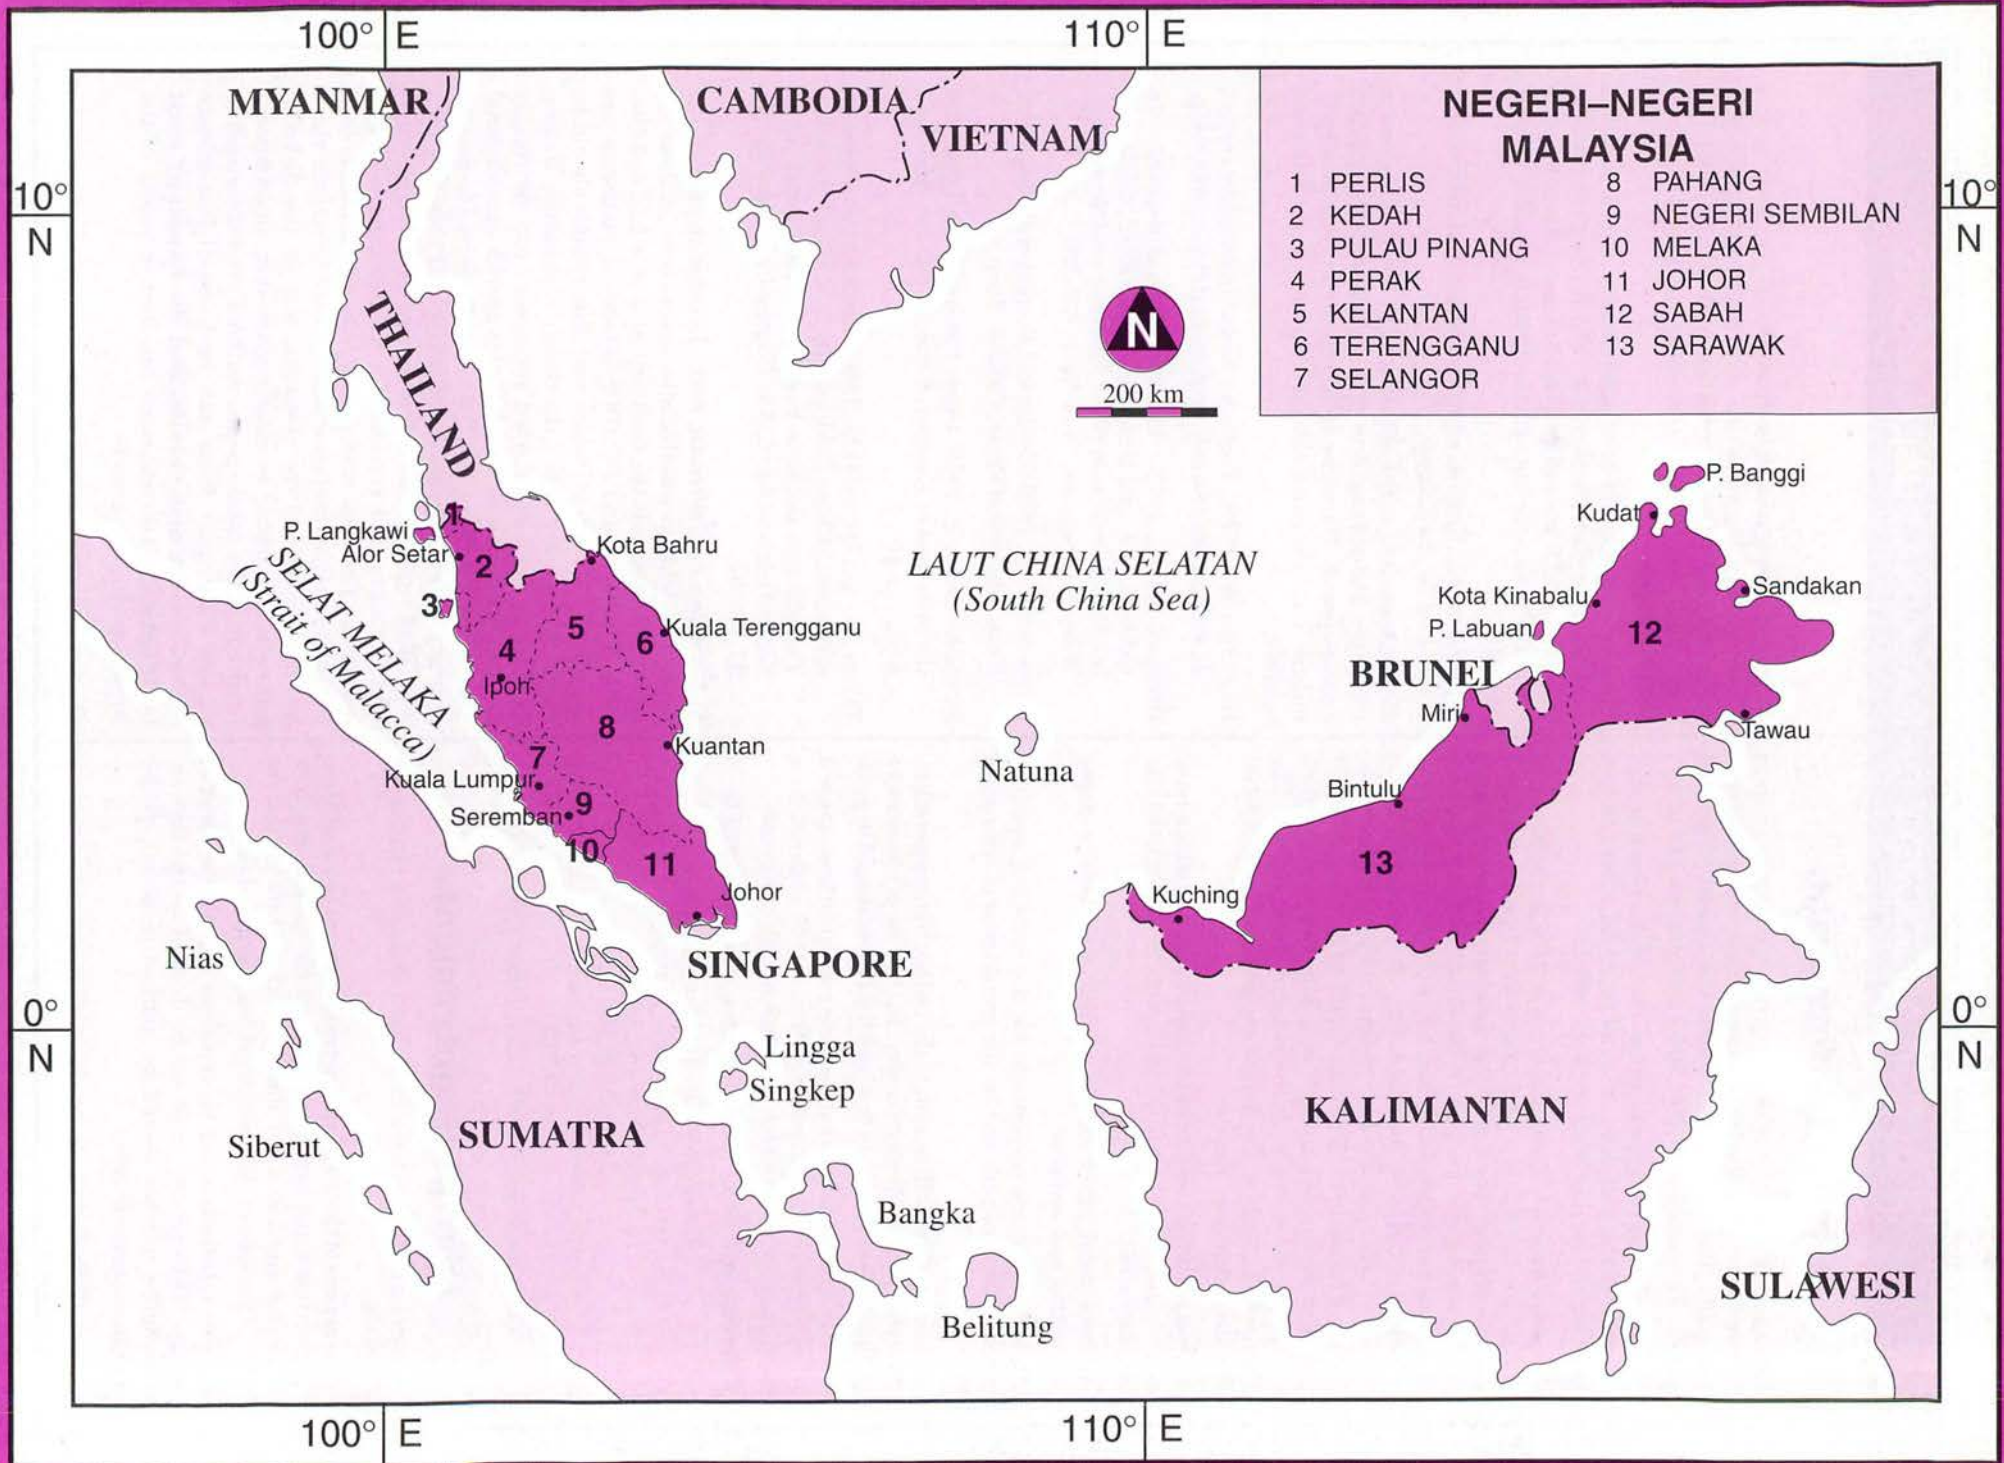 100° E
110° E
MYANMAR
CAMBODIA
VIETNAM
NEGERI–NEGERI
MALAYSIA
1 PERLIS
2 KEDAH
3 PULAU PINANG
4 PERAK
5 KELANTAN
6 TERENGGANU
7 SELANGOR
8 PAHANG
9 NEGERI SEMBILAN
10 MELAKA
11 JOHOR
12 SABAH
13 SARAWAK
10°
N
10°
N
THAILAND
N
200 km
P. Banggi
Kudat
1
P. Langkawi
Alor Setar
2
Kota Bahru
SELAT MELAKA
(Strait of Malacca)
LAUT CHINA SELATAN
(South China Sea)
Kota Kinabalu
Sandakan
3
5
6
Kuala Terengganu
P. Labuan
12
4
Ipoh
BRUNEI
Miri
8
Kuantan
Tawau
7
Natuna
Kuala Lumpur
Bintulu
9
Seremban
10
11
13
Johor
Kuching
Nias
SINGAPORE
0°
N
0°
N
Lingga
Singkep
KALIMANTAN
Siberut
SUMATRA
Bangka
SULAWESI
Belitung
100° E
110° E